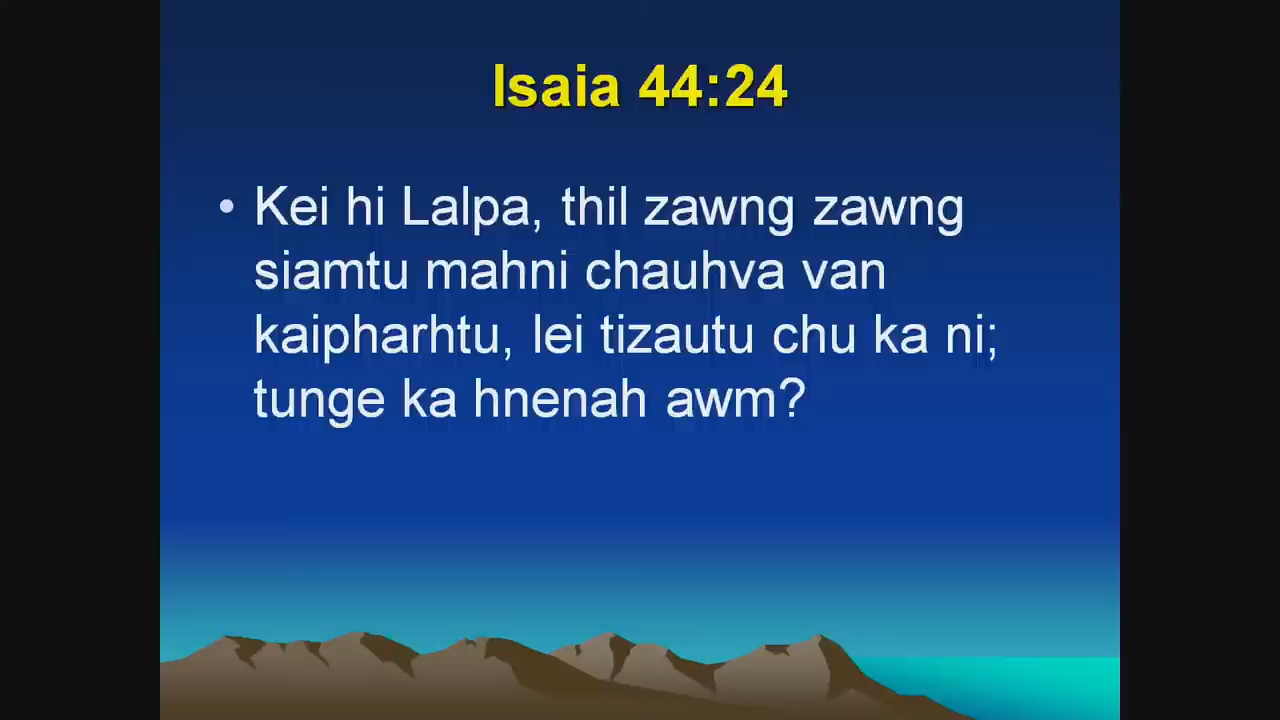 Isaia 44:24
• Kei hi Lalpa, thil zawng zawng
siamtu mahni chauhva van
kaipharhtu, lei tizautu chu ka ni;
tunge ka hnenah awm?